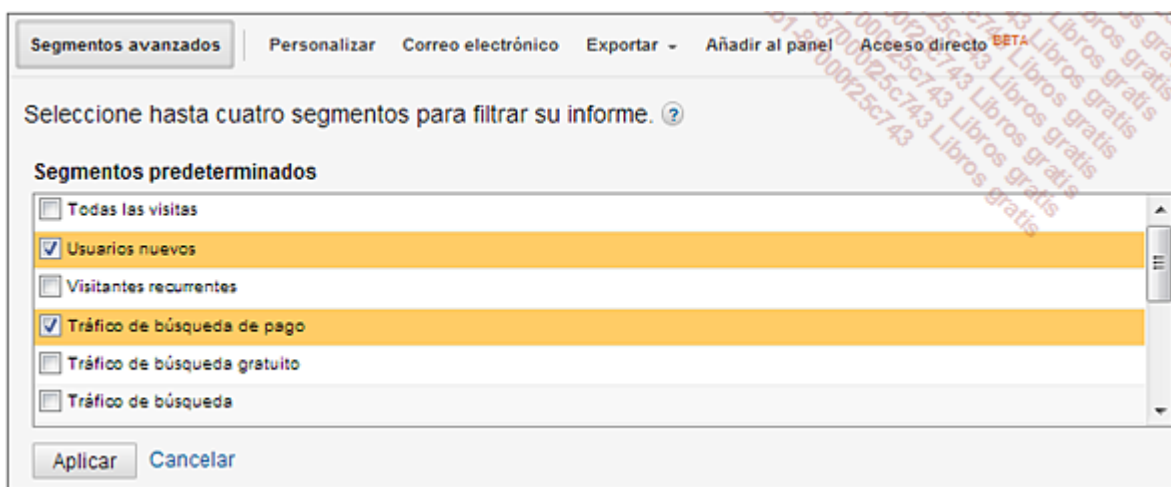 Segmentos avanzados Personalizar Correo electrónico Exportar Añadir al panel Acceso directo BETA
Seleccione hasta cuatro segmentos para filtrar su informe. ?
Segmentos predeterminados
Todas las visitas
Usuarios nuevos
Visitantes recurrentes
Tráfico de búsqueda de pago
Tráfico de búsqueda gratuito
Tráfico de búsqueda
Aplicar Cancelar
Libros gratis